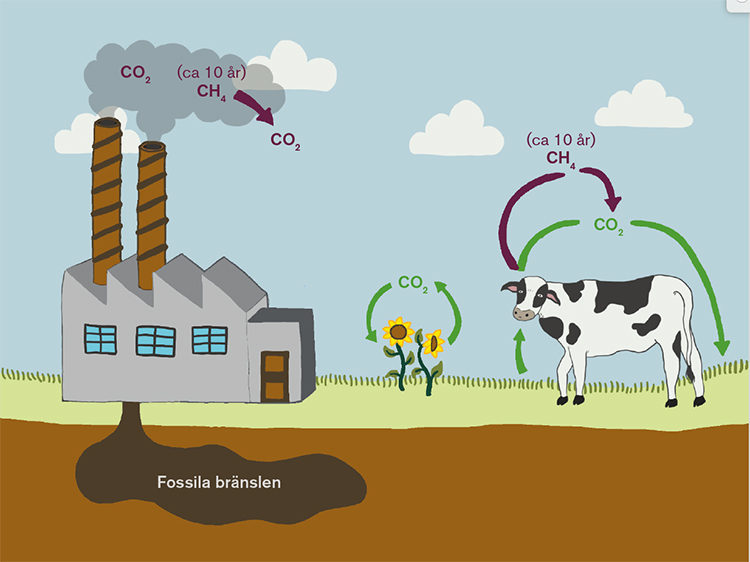 CO₂
(ca 10 år)
CH₄
CO₂
(ca 10 år)
CH₄
CO₂
CO₂
Fossila bränslen